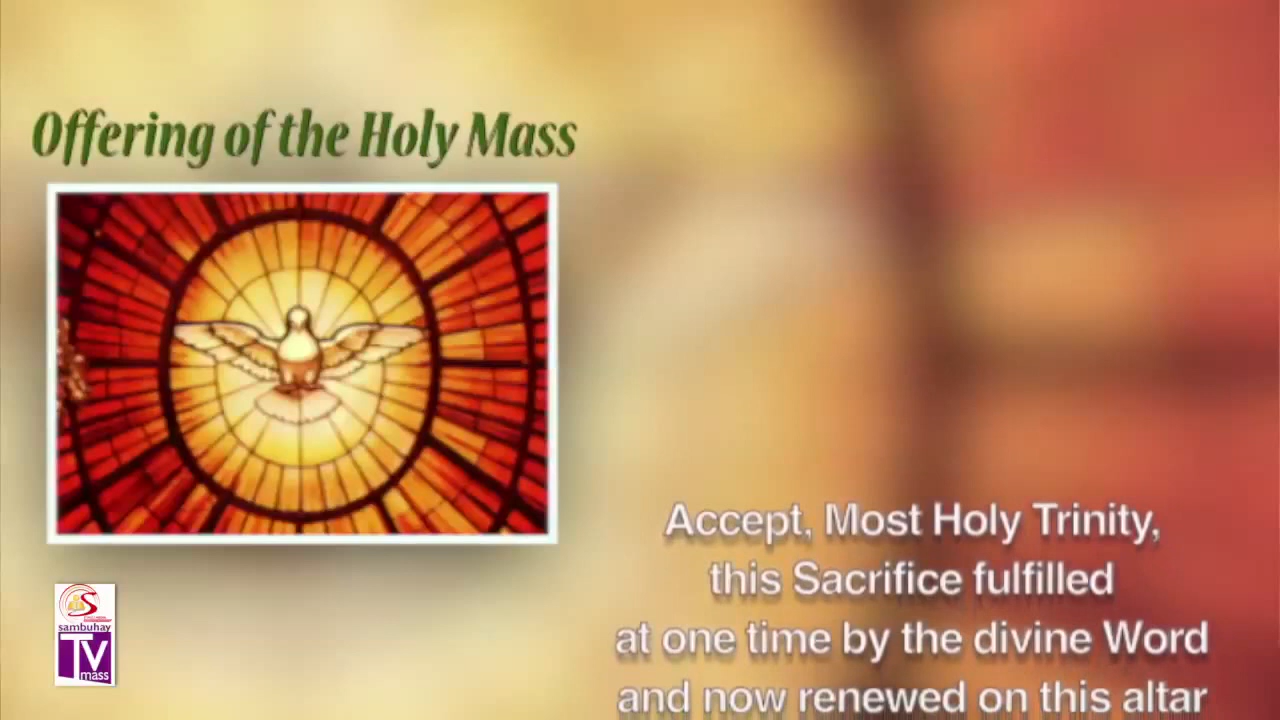 Offering of the Holy Mass
Accept, Most Holy Trinity,
this Sacrifice fulfilled
at one time by the divine Word
and now renewed on this altar
S
sambuhay
TV
mass